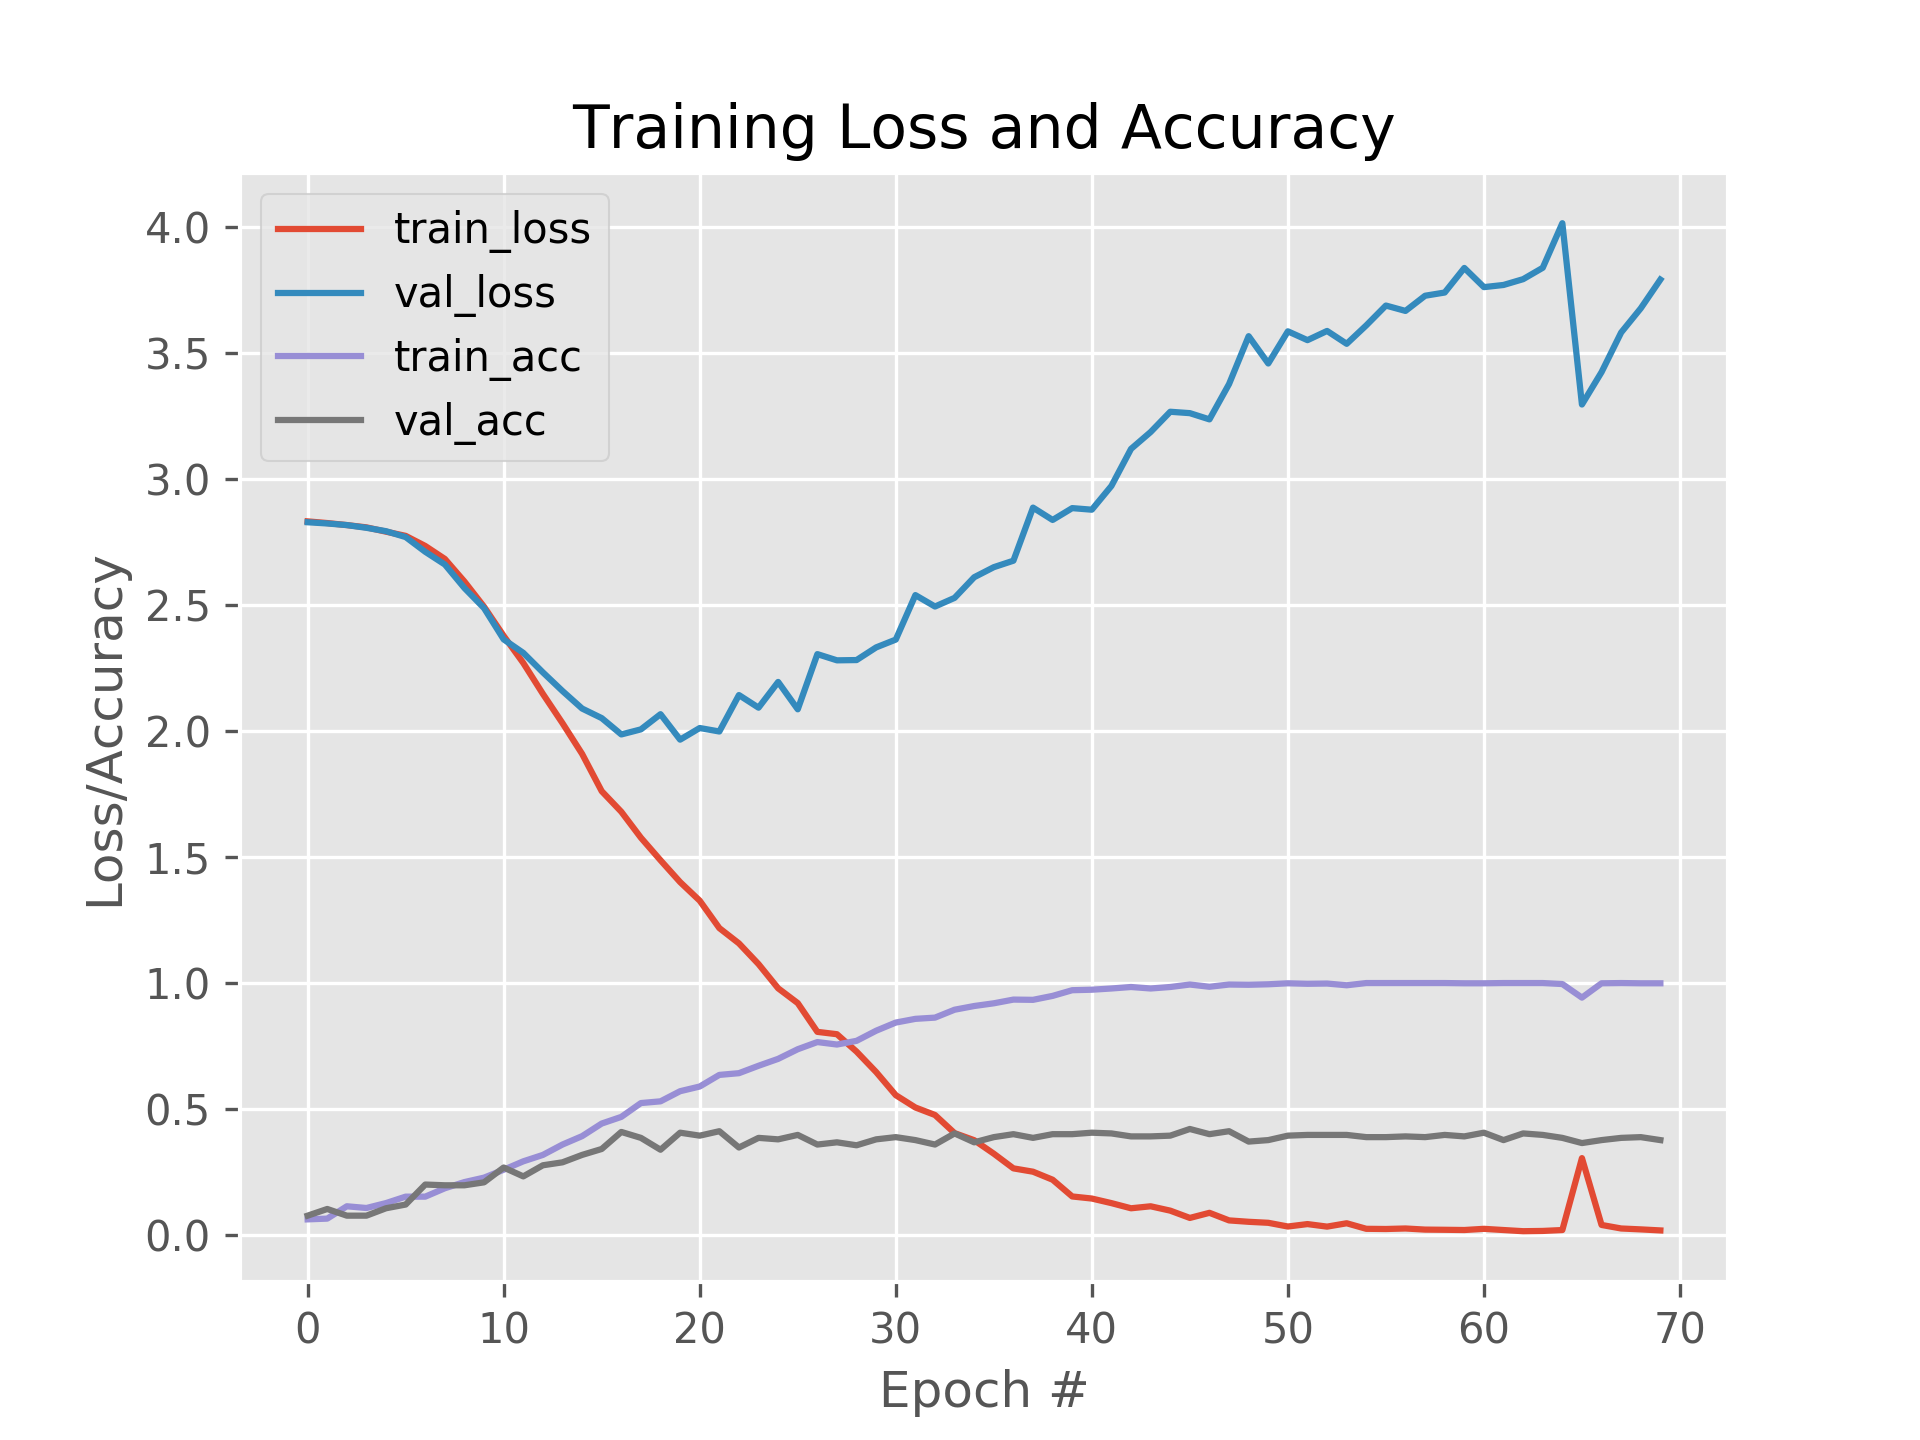 Training Loss and Accuracy
train_loss
val_loss
train_acc
val_acc
4.0
3.5
3.0
2.5
2.0
1.5
1.0
0.5
0.0
Loss/Accuracy
0 10 20 30 40 50 60 70
Epoch #